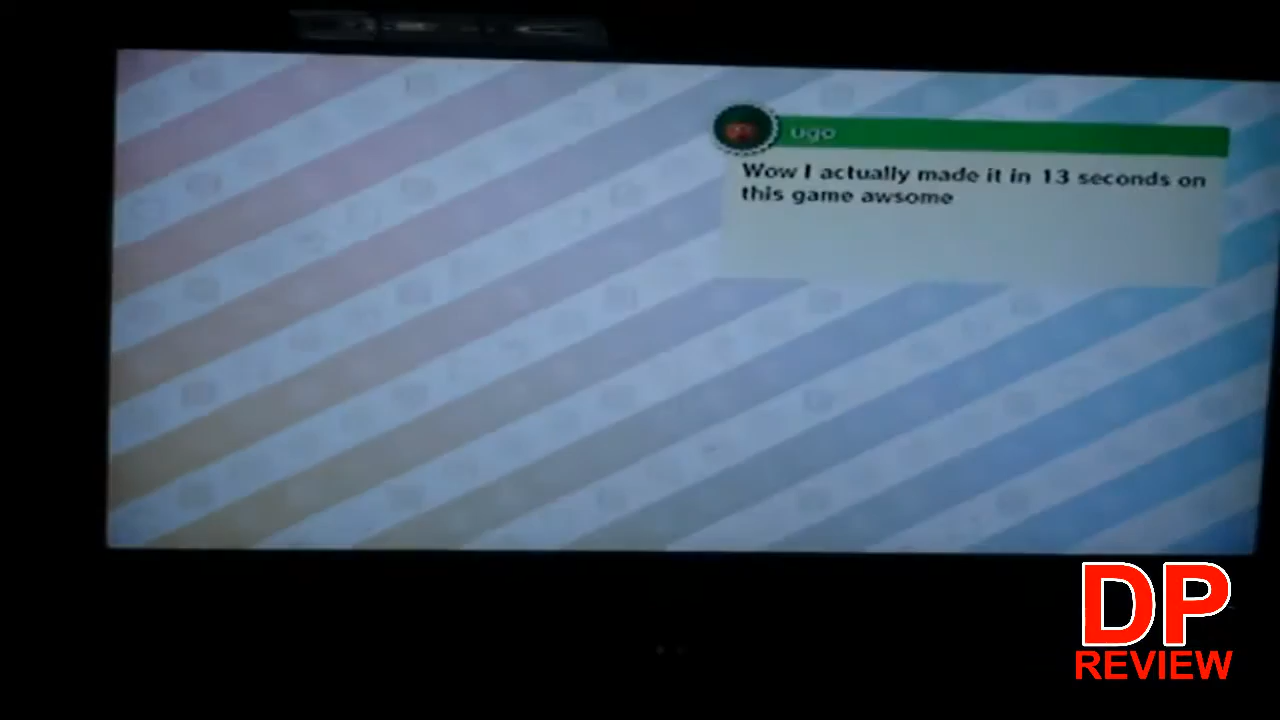 ugo
Wow I actually made it in 13 seconds on
this game awsome
DP
REVIEW